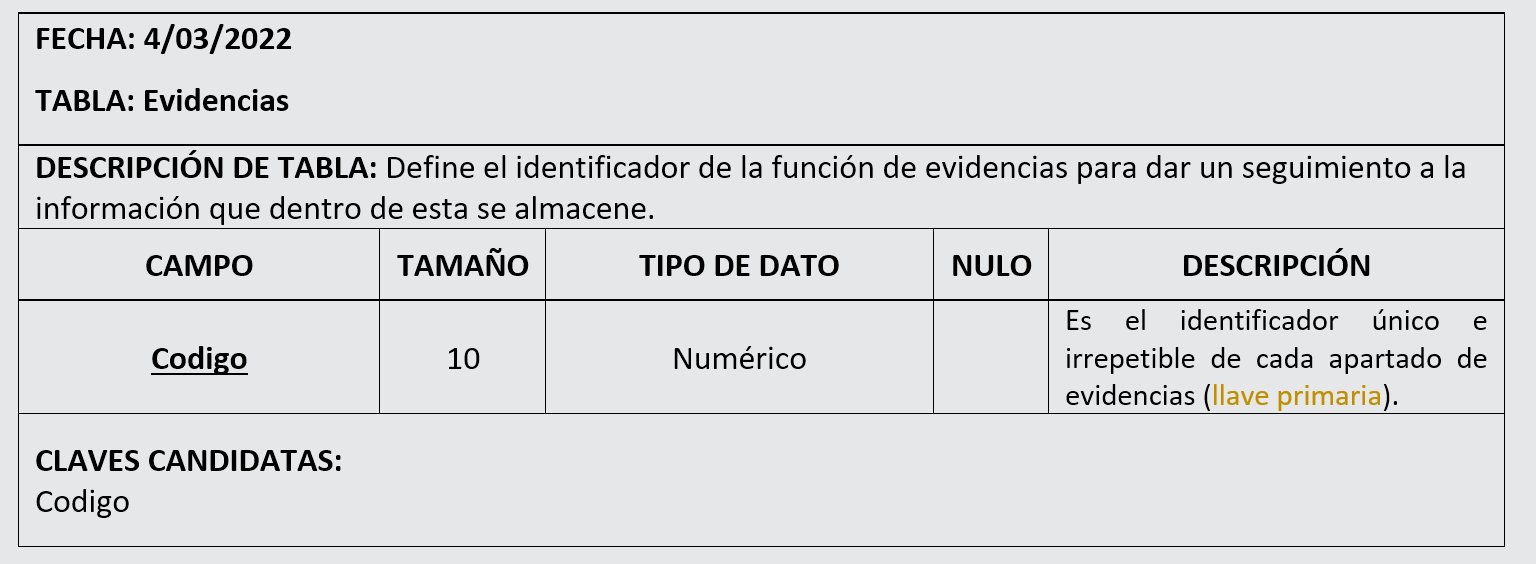 FECHA: 4/03/2022
TABLA: Evidencias
DESCRIPCIÓN DE TABLA: Define el identificador de la función de evidencias para dar un seguimiento a la
información que dentro de esta se almacene.
CAMPO TAMAÑO TIPO DE DATO NULO DESCRIPCIÓN
Codigo 10 Numérico Es el identificador único e
irrepetible de cada apartado de
evidencias (llave primaria).
CLAVES CANDIDATAS:
Codigo